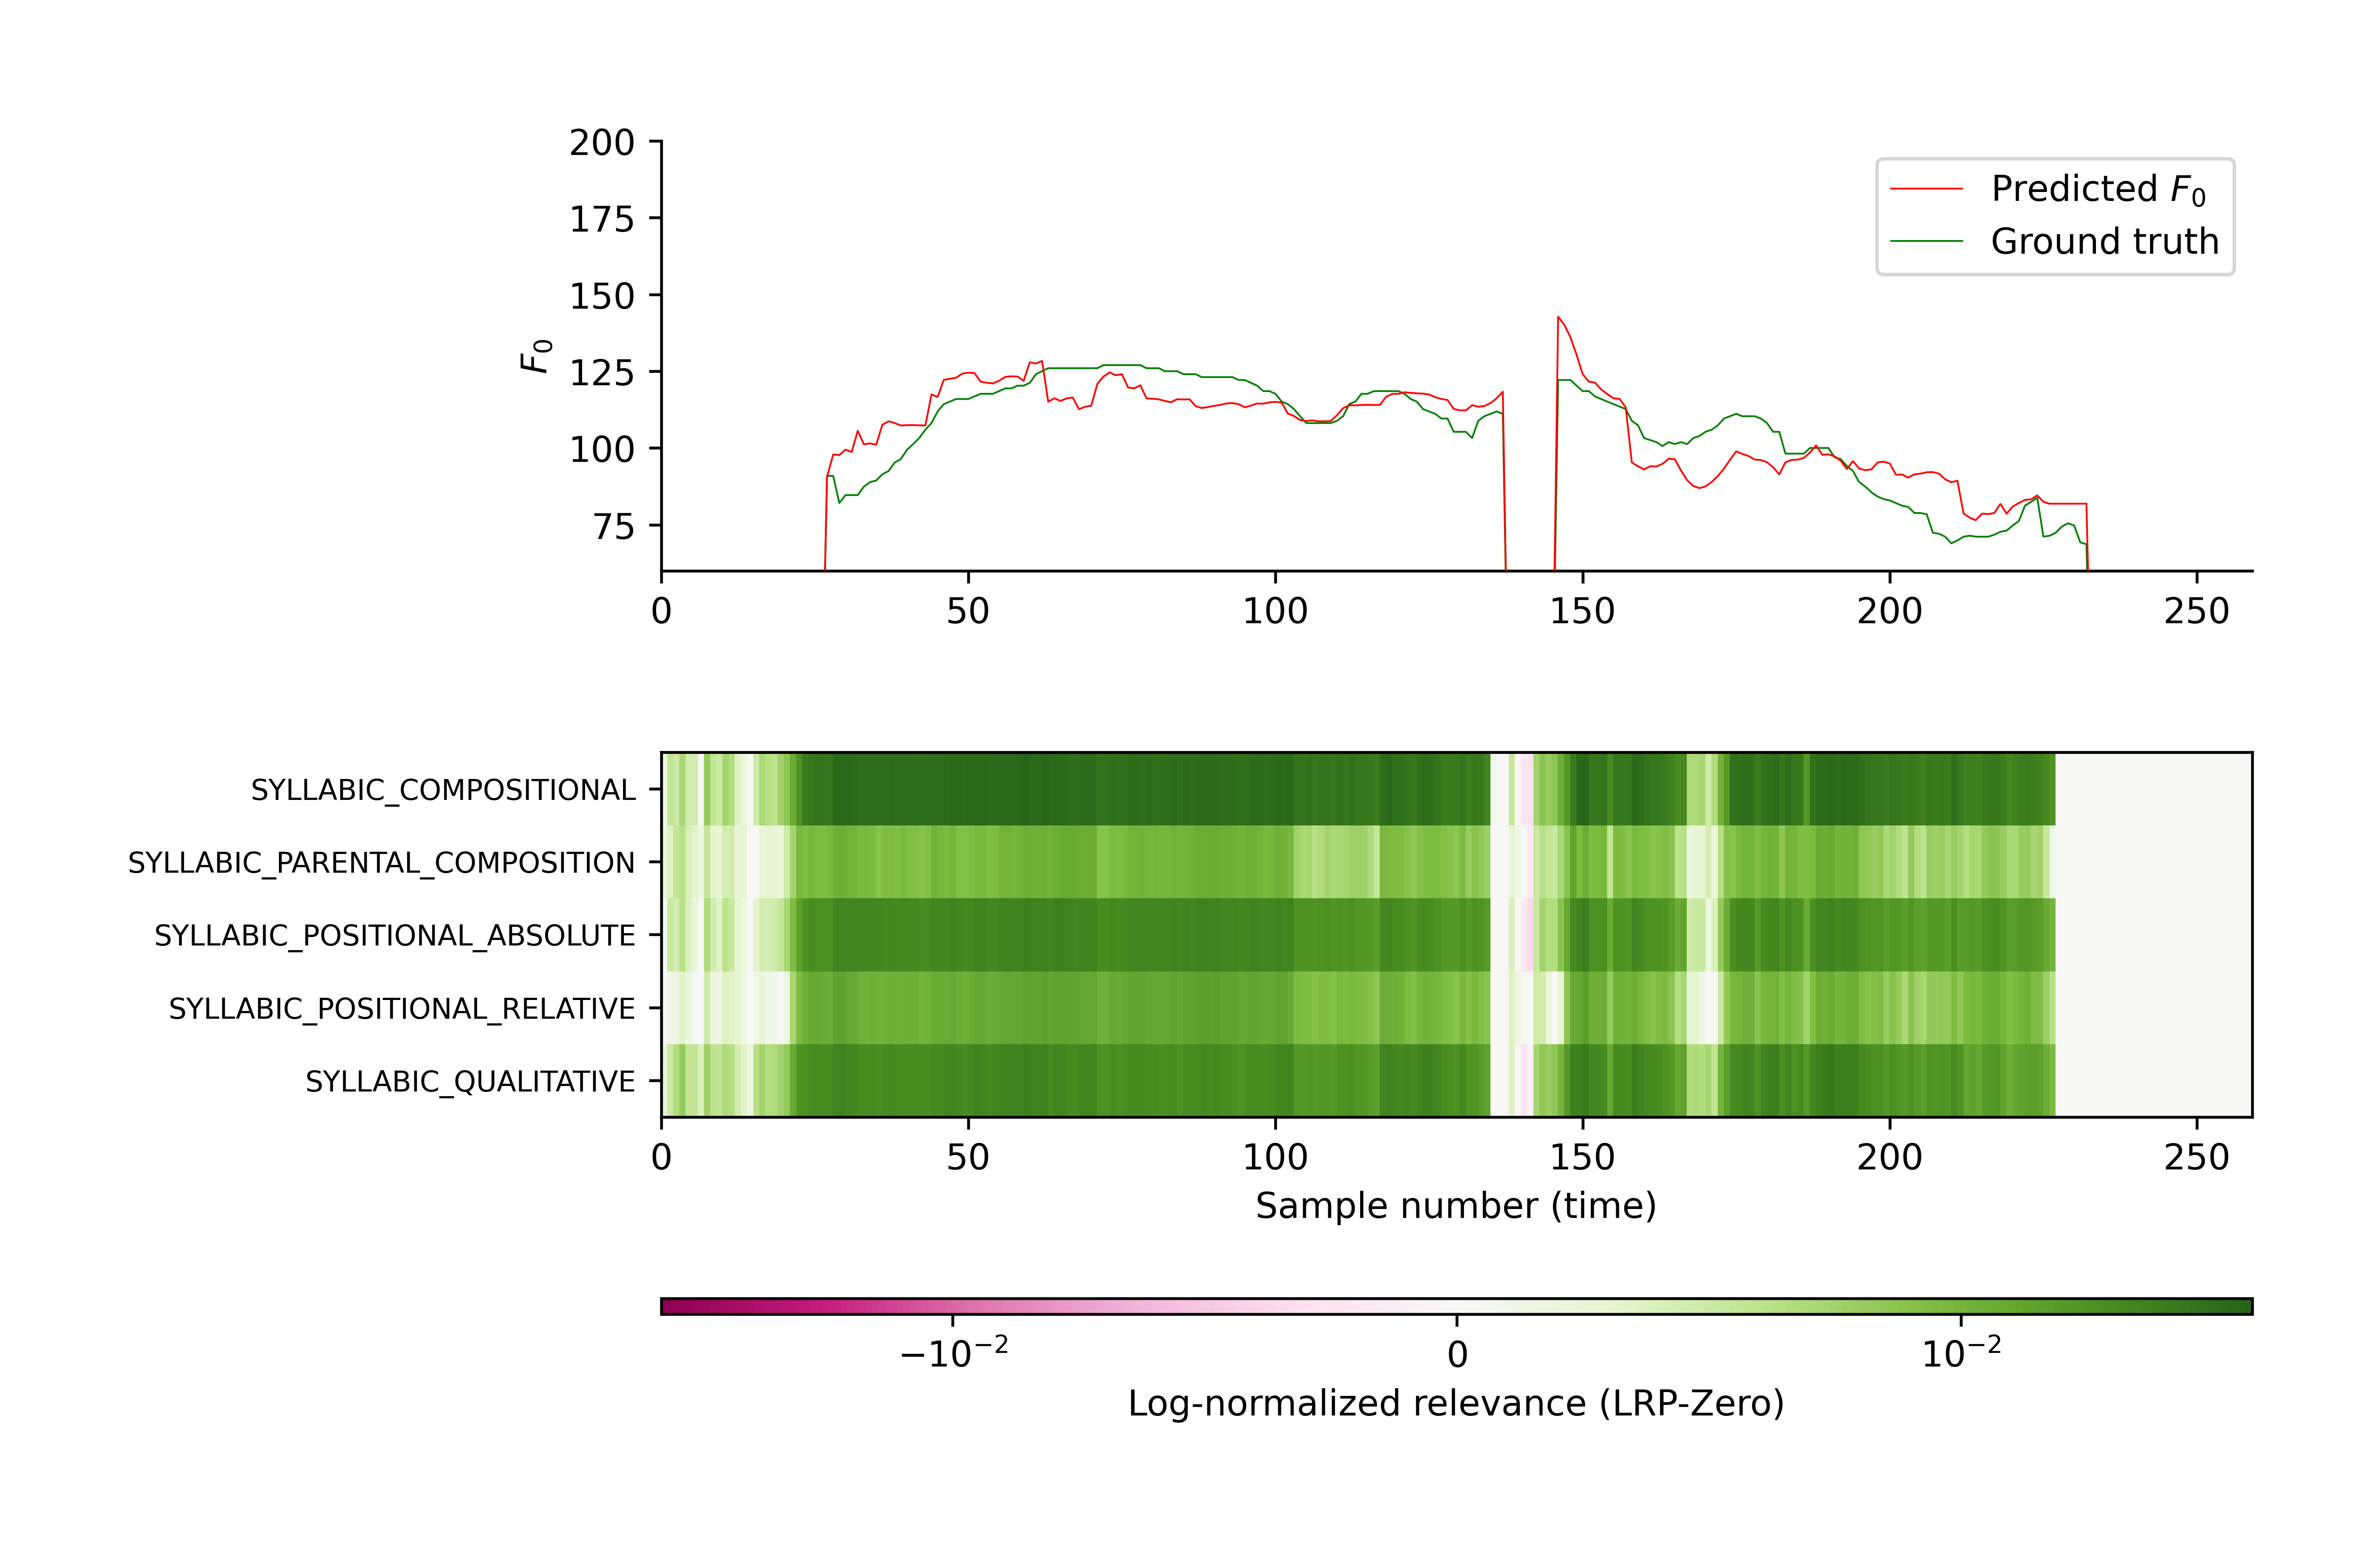 200
175
150
125
100
75
F₀
Predicted F₀
Ground truth
0 50 100 150 200 250
SYLLABIC_COMPOSITIONAL
SYLLABIC_PARENTAL_COMPOSITION
SYLLABIC_POSITIONAL_ABSOLUTE
SYLLABIC_POSITIONAL_RELATIVE
SYLLABIC_QUALITATIVE
0 50 100 150 200 250
Sample number (time)
−10⁻² 0 10⁻²
Log-normalized relevance (LRP-Zero)